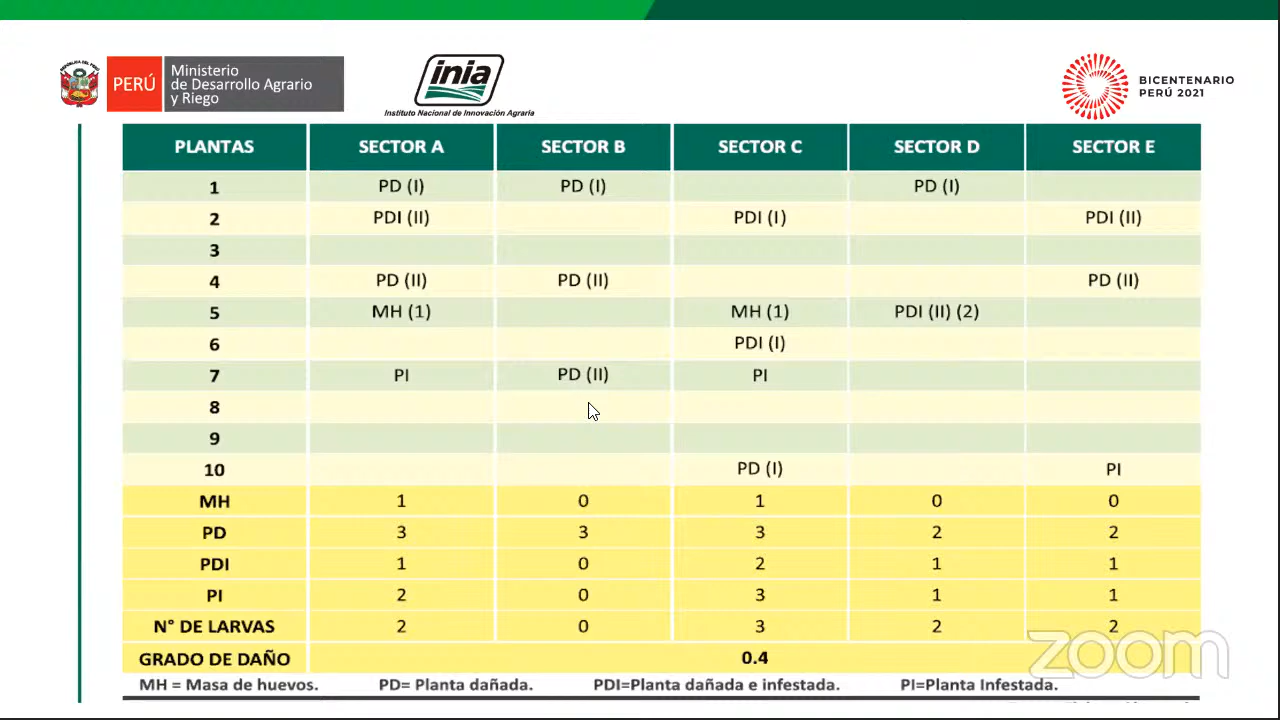 PERÚ
Ministerio
de Desarrollo Agrario
y Riego
inia
Instituto Nacional de Innovación Agraria
BICENTENARIO
PERÚ 2021
PLANTAS SECTOR A SECTOR B SECTOR C SECTOR D SECTOR E
1 PD (I) PD (I) PD (I)
2 PDI (II) PDI (I) PDI (II)
3
4 PD (II) PD (II) PD (II)
5 MH (1) MH (1) PDI (II) (2)
6 PDI (I)
7 PI PD (II) PI
8
9
10 PD (I) PI
MH 1 0 1 0 0
PD 3 3 3 2 2
PDI 1 0 2 1 1
PI 2 0 3 1 1
N° DE LARVAS 2 0 3 2 2
GRADO DE DAÑO 0.4
MH = Masa de huevos. PD= Planta dañada. PDI=Planta dañada e infestada. PI=Planta Infestada.
zoom